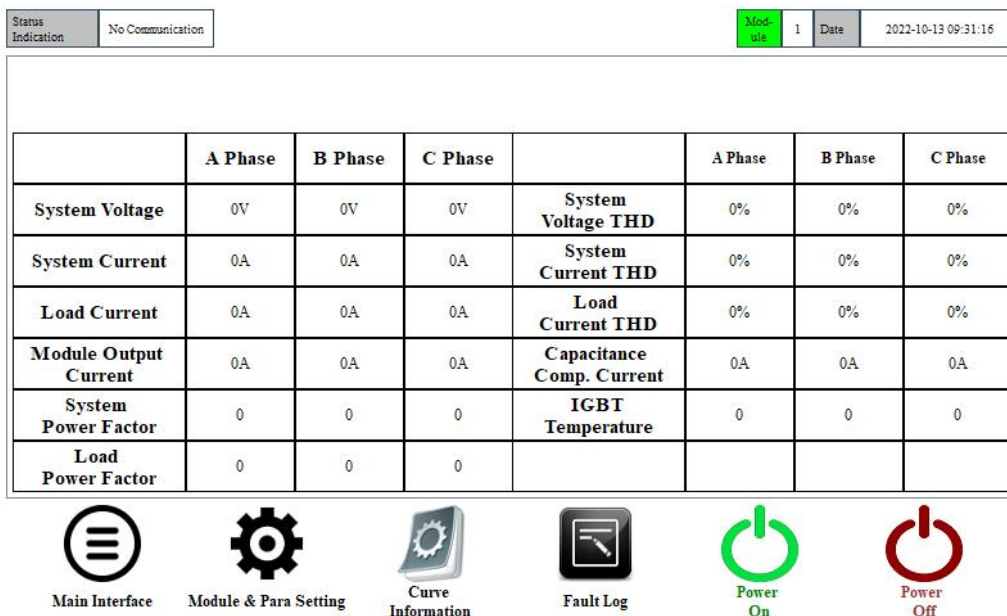 Status
Indication
No Communication
Mod-
ule
1
Date
2022-10-13 09:31:16
A Phase B Phase C Phase A Phase B Phase C Phase
System Voltage 0V 0V 0V System
Voltage THD 0% 0% 0%
System Current 0A 0A 0A System
Current THD 0% 0% 0%
Load Current 0A 0A 0A Load
Current THD 0% 0% 0%
Module Output
Current 0A 0A 0A Capacitance
Comp. Current 0A 0A 0A
System
Power Factor 0 0 0 IGBT
Temperature 0 0 0
Load
Power Factor 0 0 0
Main Interface
Module & Para Setting
Curve
Information
Fault Log
Power
On
Power
Off